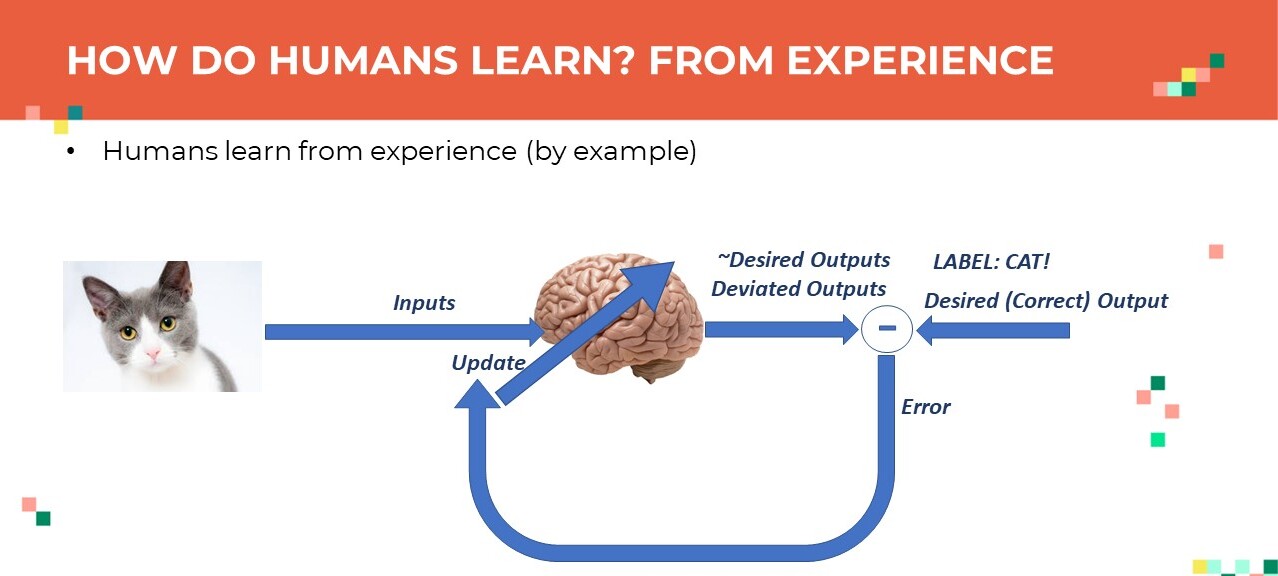 HOW DO HUMANS LEARN? FROM EXPERIENCE
• Humans learn from experience (by example)
~Desired Outputs
Deviated Outputs
LABEL: CAT!
Desired (Correct) Output
Inputs
-
Update
Error